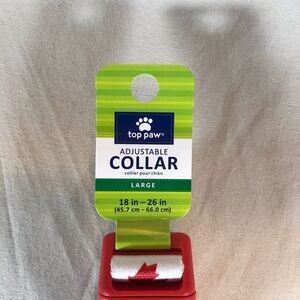 top paw®
ADJUSTABLE
COLLAR
collier pour chien
LARGE
18 in – 26 in
(45.7 cm – 66.0 cm)